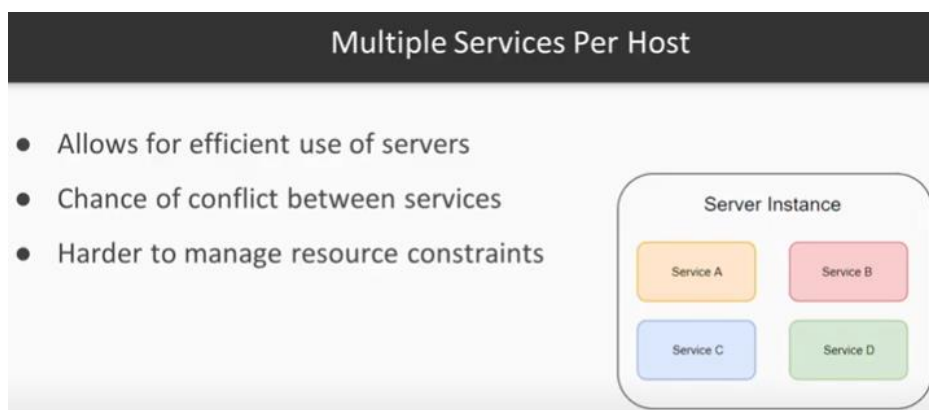 Multiple Services Per Host
● Allows for efficient use of servers
● Chance of conflict between services
● Harder to manage resource constraints
Server Instance
Service A
Service B
Service C
Service D